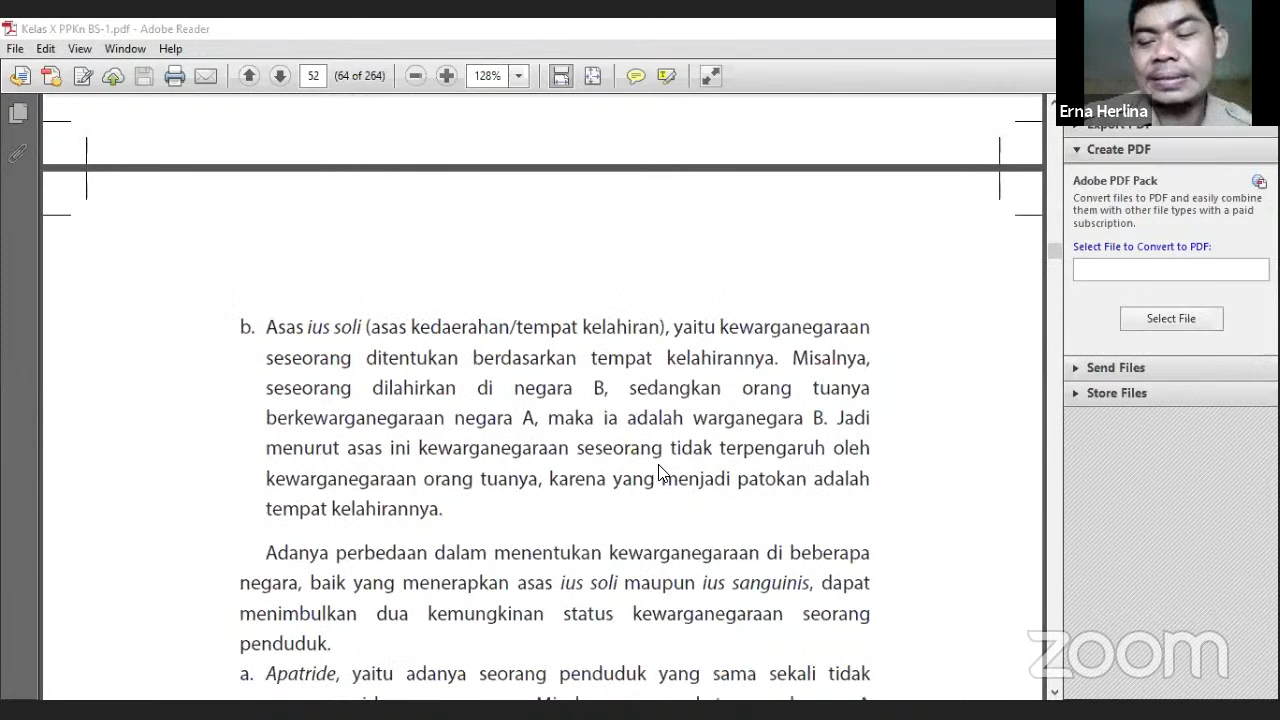 Kelas X PPKn BS-1.pdf - Adobe Reader
File Edit View Window Help
52 (64 of 264) 128%
Erna Herlina
Export PDF
Create PDF
Adobe PDF Pack
Convert files to PDF and easily combine
them with other file types with a paid
subscription.
Select File to Convert to PDF:
Select File
Send Files
Store Files
b. Asas ius soli (asas kedaerahan/tempat kelahiran), yaitu kewarganegaraan
seseorang ditentukan berdasarkan tempat kelahirannya. Misalnya,
seseorang dilahirkan di negara B, sedangkan orang tuanya
berkewarganegaraan negara A, maka ia adalah warganegara B. Jadi
menurut asas ini kewarganegaraan seseorang tidak terpengaruh oleh
kewarganegaraan orang tuanya, karena yang menjadi patokan adalah
tempat kelahirannya.
Adanya perbedaan dalam menentukan kewarganegaraan di beberapa
negara, baik yang menerapkan asas ius soli maupun ius sanguinis, dapat
menimbulkan dua kemungkinan status kewarganegaraan seorang
penduduk.
a. Apatride, yaitu adanya seorang penduduk yang sama sekali tidak
zoom